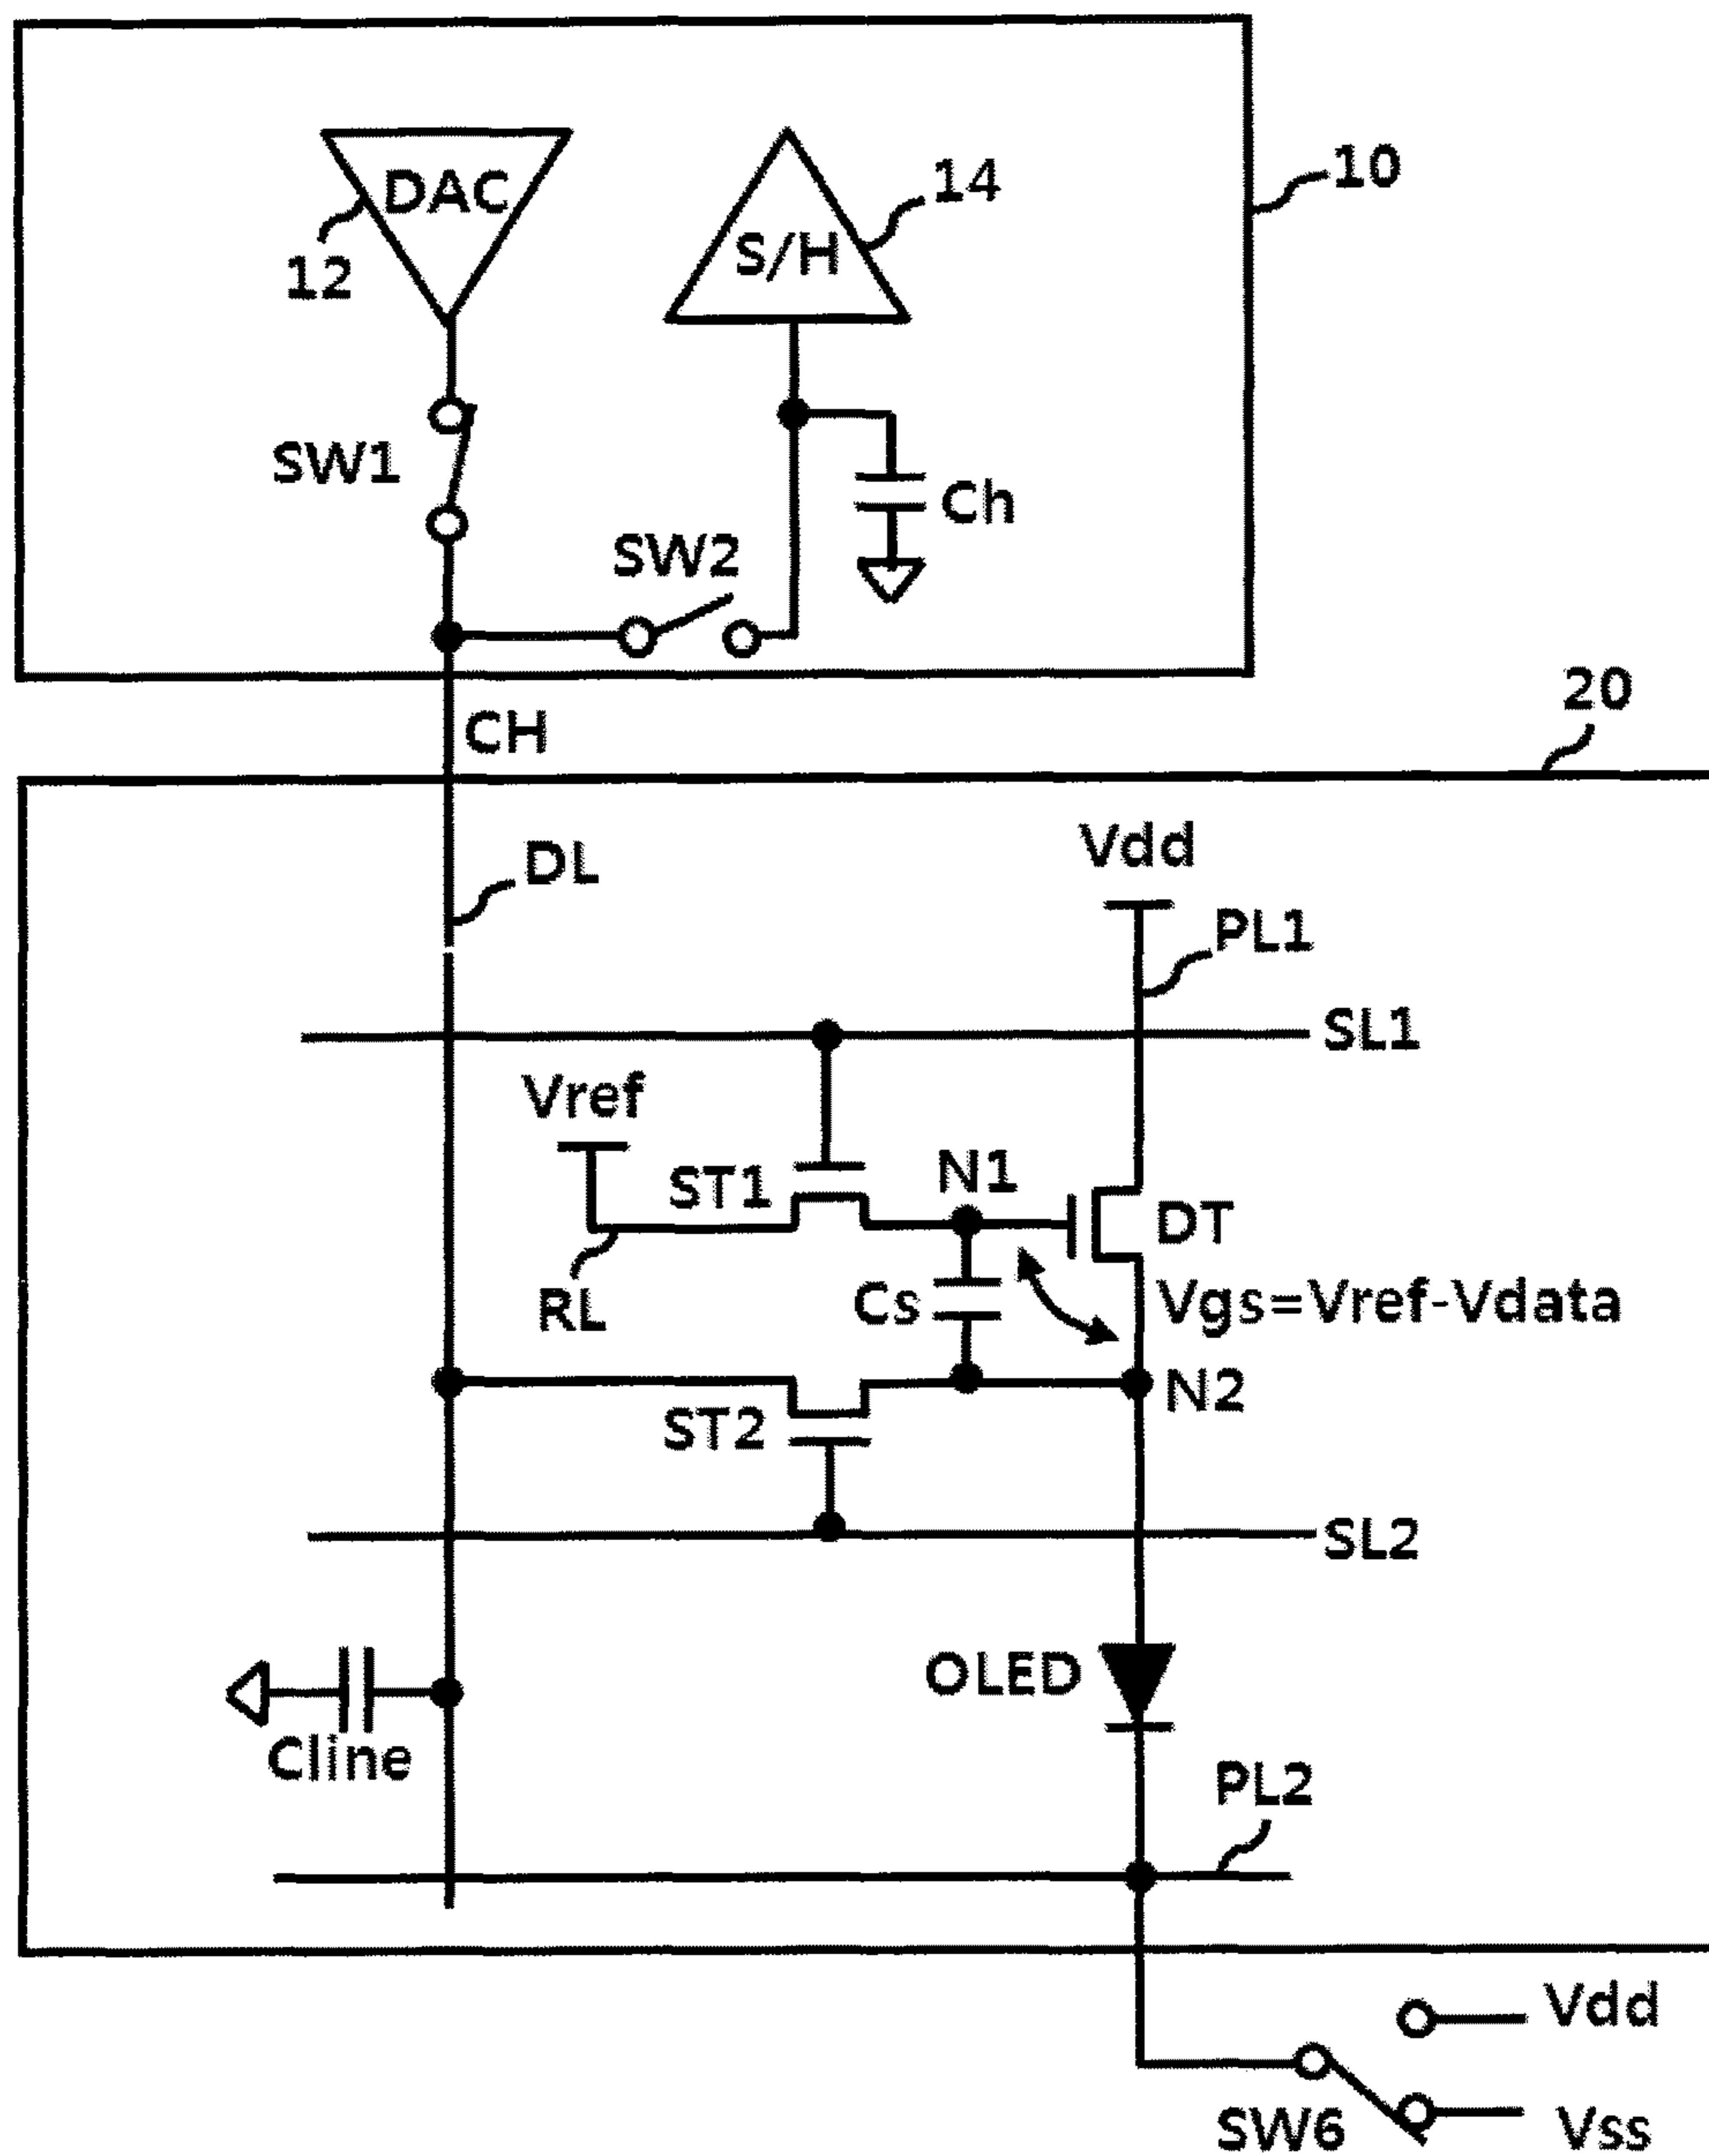 DAC
12
S/H
14
10
SW1
Ch
SW2
CH
20
DL
Vdd
PL1
SL1
Vref
ST1
N1
DT
RL
Cs
Vgs=Vref-Vdata
N2
ST2
SL2
OLED
Cline
PL2
Vdd
SW6
Vss